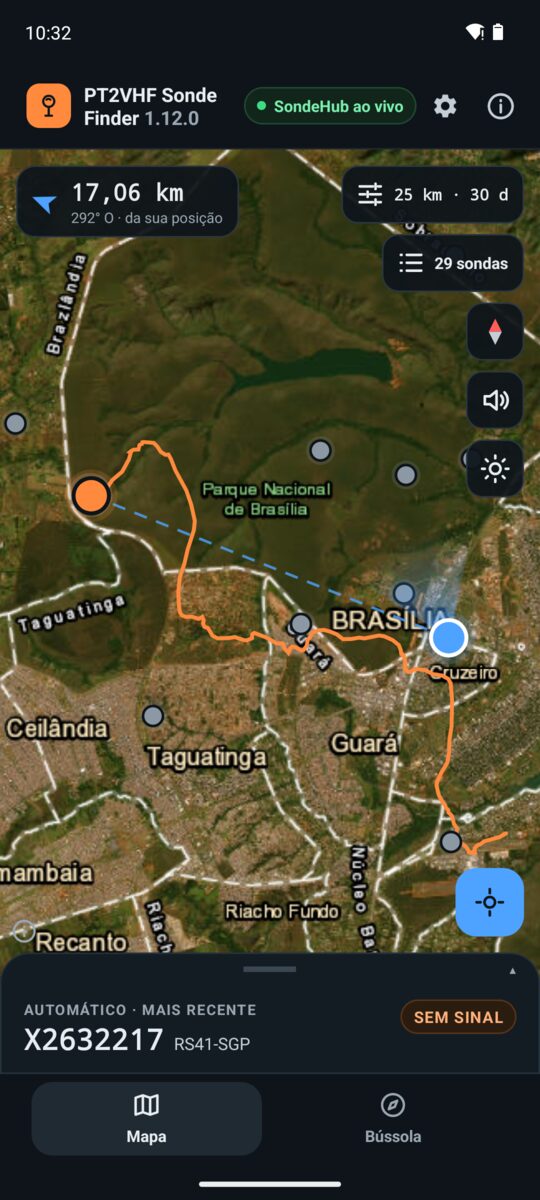 10:32
PT2VHF Sonde
Finder 1.12.0
SondeHub ao vivo
17,06 km
292° O · da sua posição
25 km · 30 d
29 sondas
Brazlândia
Parque Nacional
de Brasília
Taguatinga
BRASÍLIA
Guará
Cruzeiro
Ceilândia
Taguatinga
Guará
mambaia
Riacho Fundo
Recanto
AUTOMÁTICO · MAIS RECENTE
X2632217 RS41-SGP
SEM SINAL
Mapa
Bússola